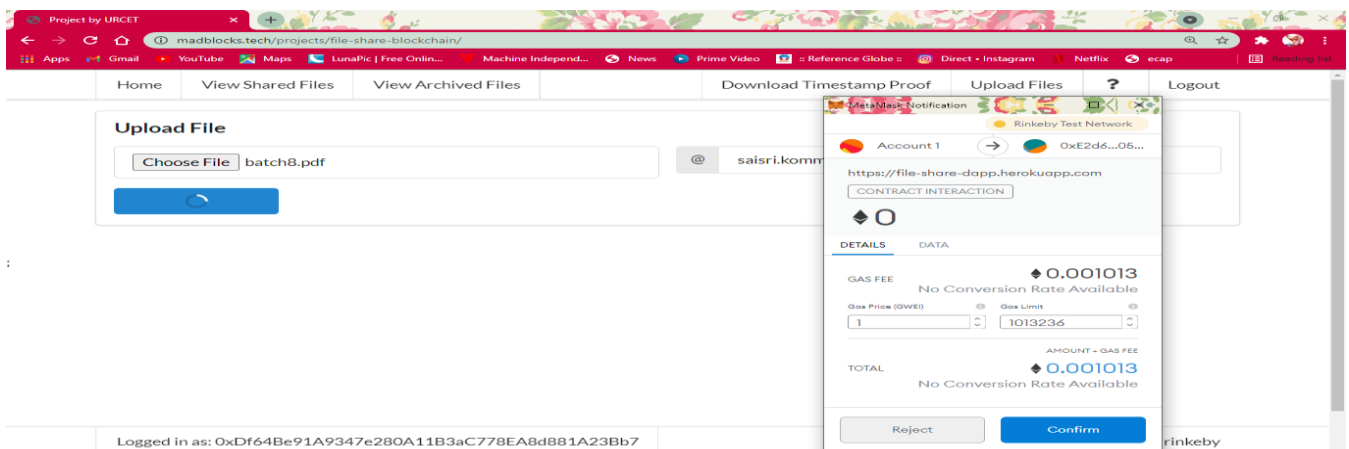 Project by URCET
madblocks.tech/projects/file-share-blockchain/
Apps Gmail YouTube Maps LunaPic | Free Onlin... Machine Independ... News Prime Video :: Reference Globe :: Direct • Instagram Netflix ecap Reading list
Home View Shared Files View Archived Files Download Timestamp Proof Upload Files ? Logout
MetaMask Notification
Rinkeby Test Network
Upload File
Choose File batch8.pdf @ saisri.komm
Account 1 0xE2d6...05...
https://file-share-dapp.herokuapp.com
CONTRACT INTERACTION
0
DETAILS DATA
GAS FEE 0.001013
No Conversion Rate Available
Gas Price (GWEI) Gas Limit
1 1013236
AMOUNT + GAS FEE
TOTAL 0.001013
No Conversion Rate Available
Reject Confirm
Logged in as: 0xDf64Be91A9347e280A11B3aC778EA8d881A23Bb7 rinkeby